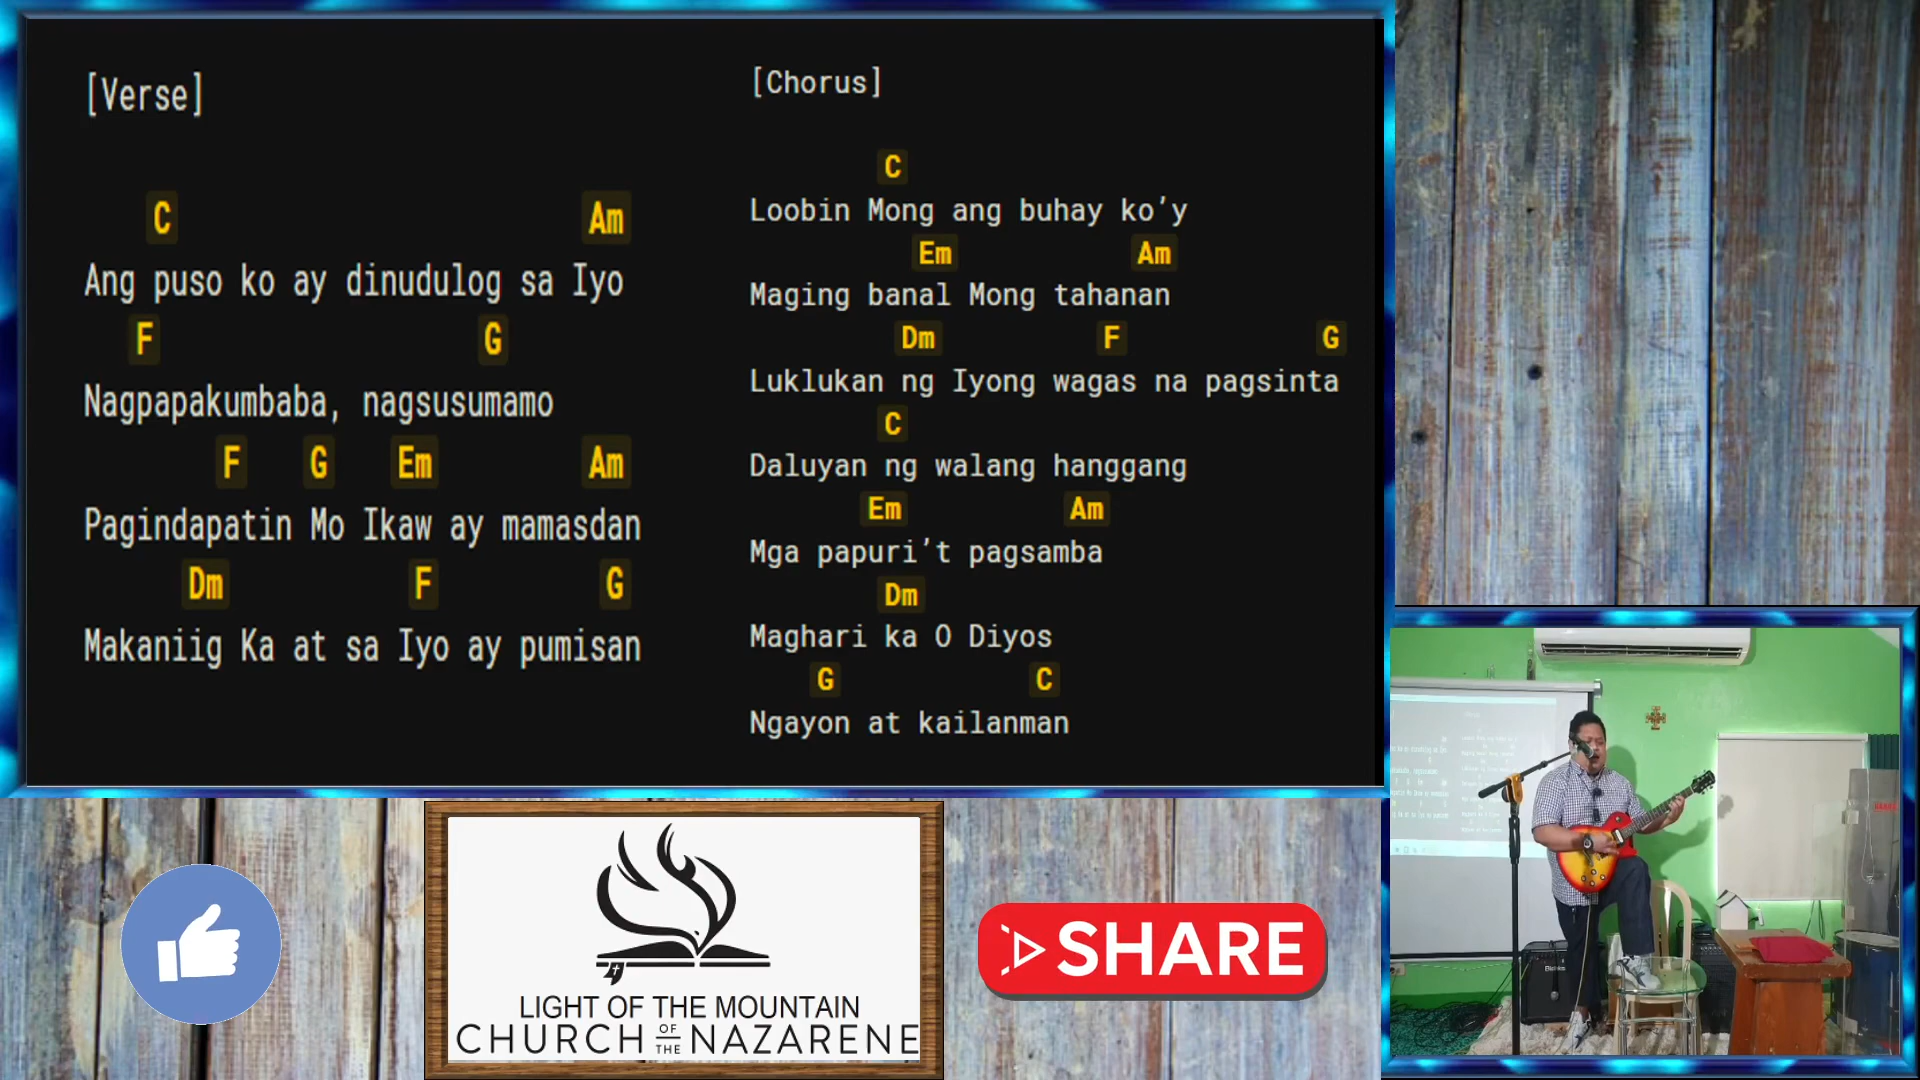 [Verse]
C Am
Ang puso ko ay dinudulog sa Iyo
F G
Nagpapakumbaba, nagsusumamo
F G Em Am
Pagindapatin Mo Ikaw ay mamasdan
Dm F G
Makaniig Ka at sa Iyo ay pumisan
[Chorus]
C
Loobin Mong ang buhay ko’y
Em Am
Maging banal Mong tahanan
Dm F G
Luklukan ng Iyong wagas na pagsinta
C
Daluyan ng walang hanggang
Em Am
Mga papuri’t pagsamba
Dm
Maghari ka O Diyos
G C
Ngayon at kailanman
LIGHT OF THE MOUNTAIN
CHURCH OF THE NAZARENE
SHARE